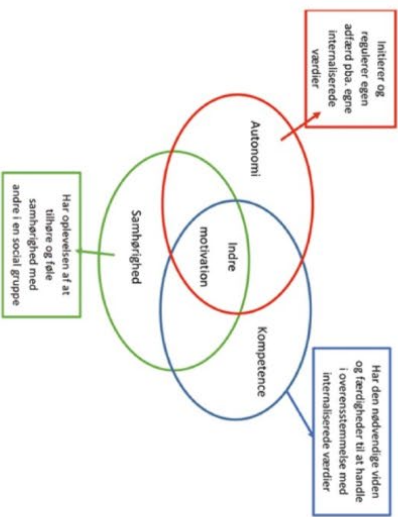 Initierer og
regulerer egen
adfærd pba. egne
internaliserede
værdier
Har den nødvendige viden
og færdigheder til at handle
i overensstemmelse med
internaliserede værdier
Autonomi
Kompetence
Indre
motivation
Samhørighed
Har oplevelsen af at
tilhøre og føle
samhørighed med
andre i en social gruppe